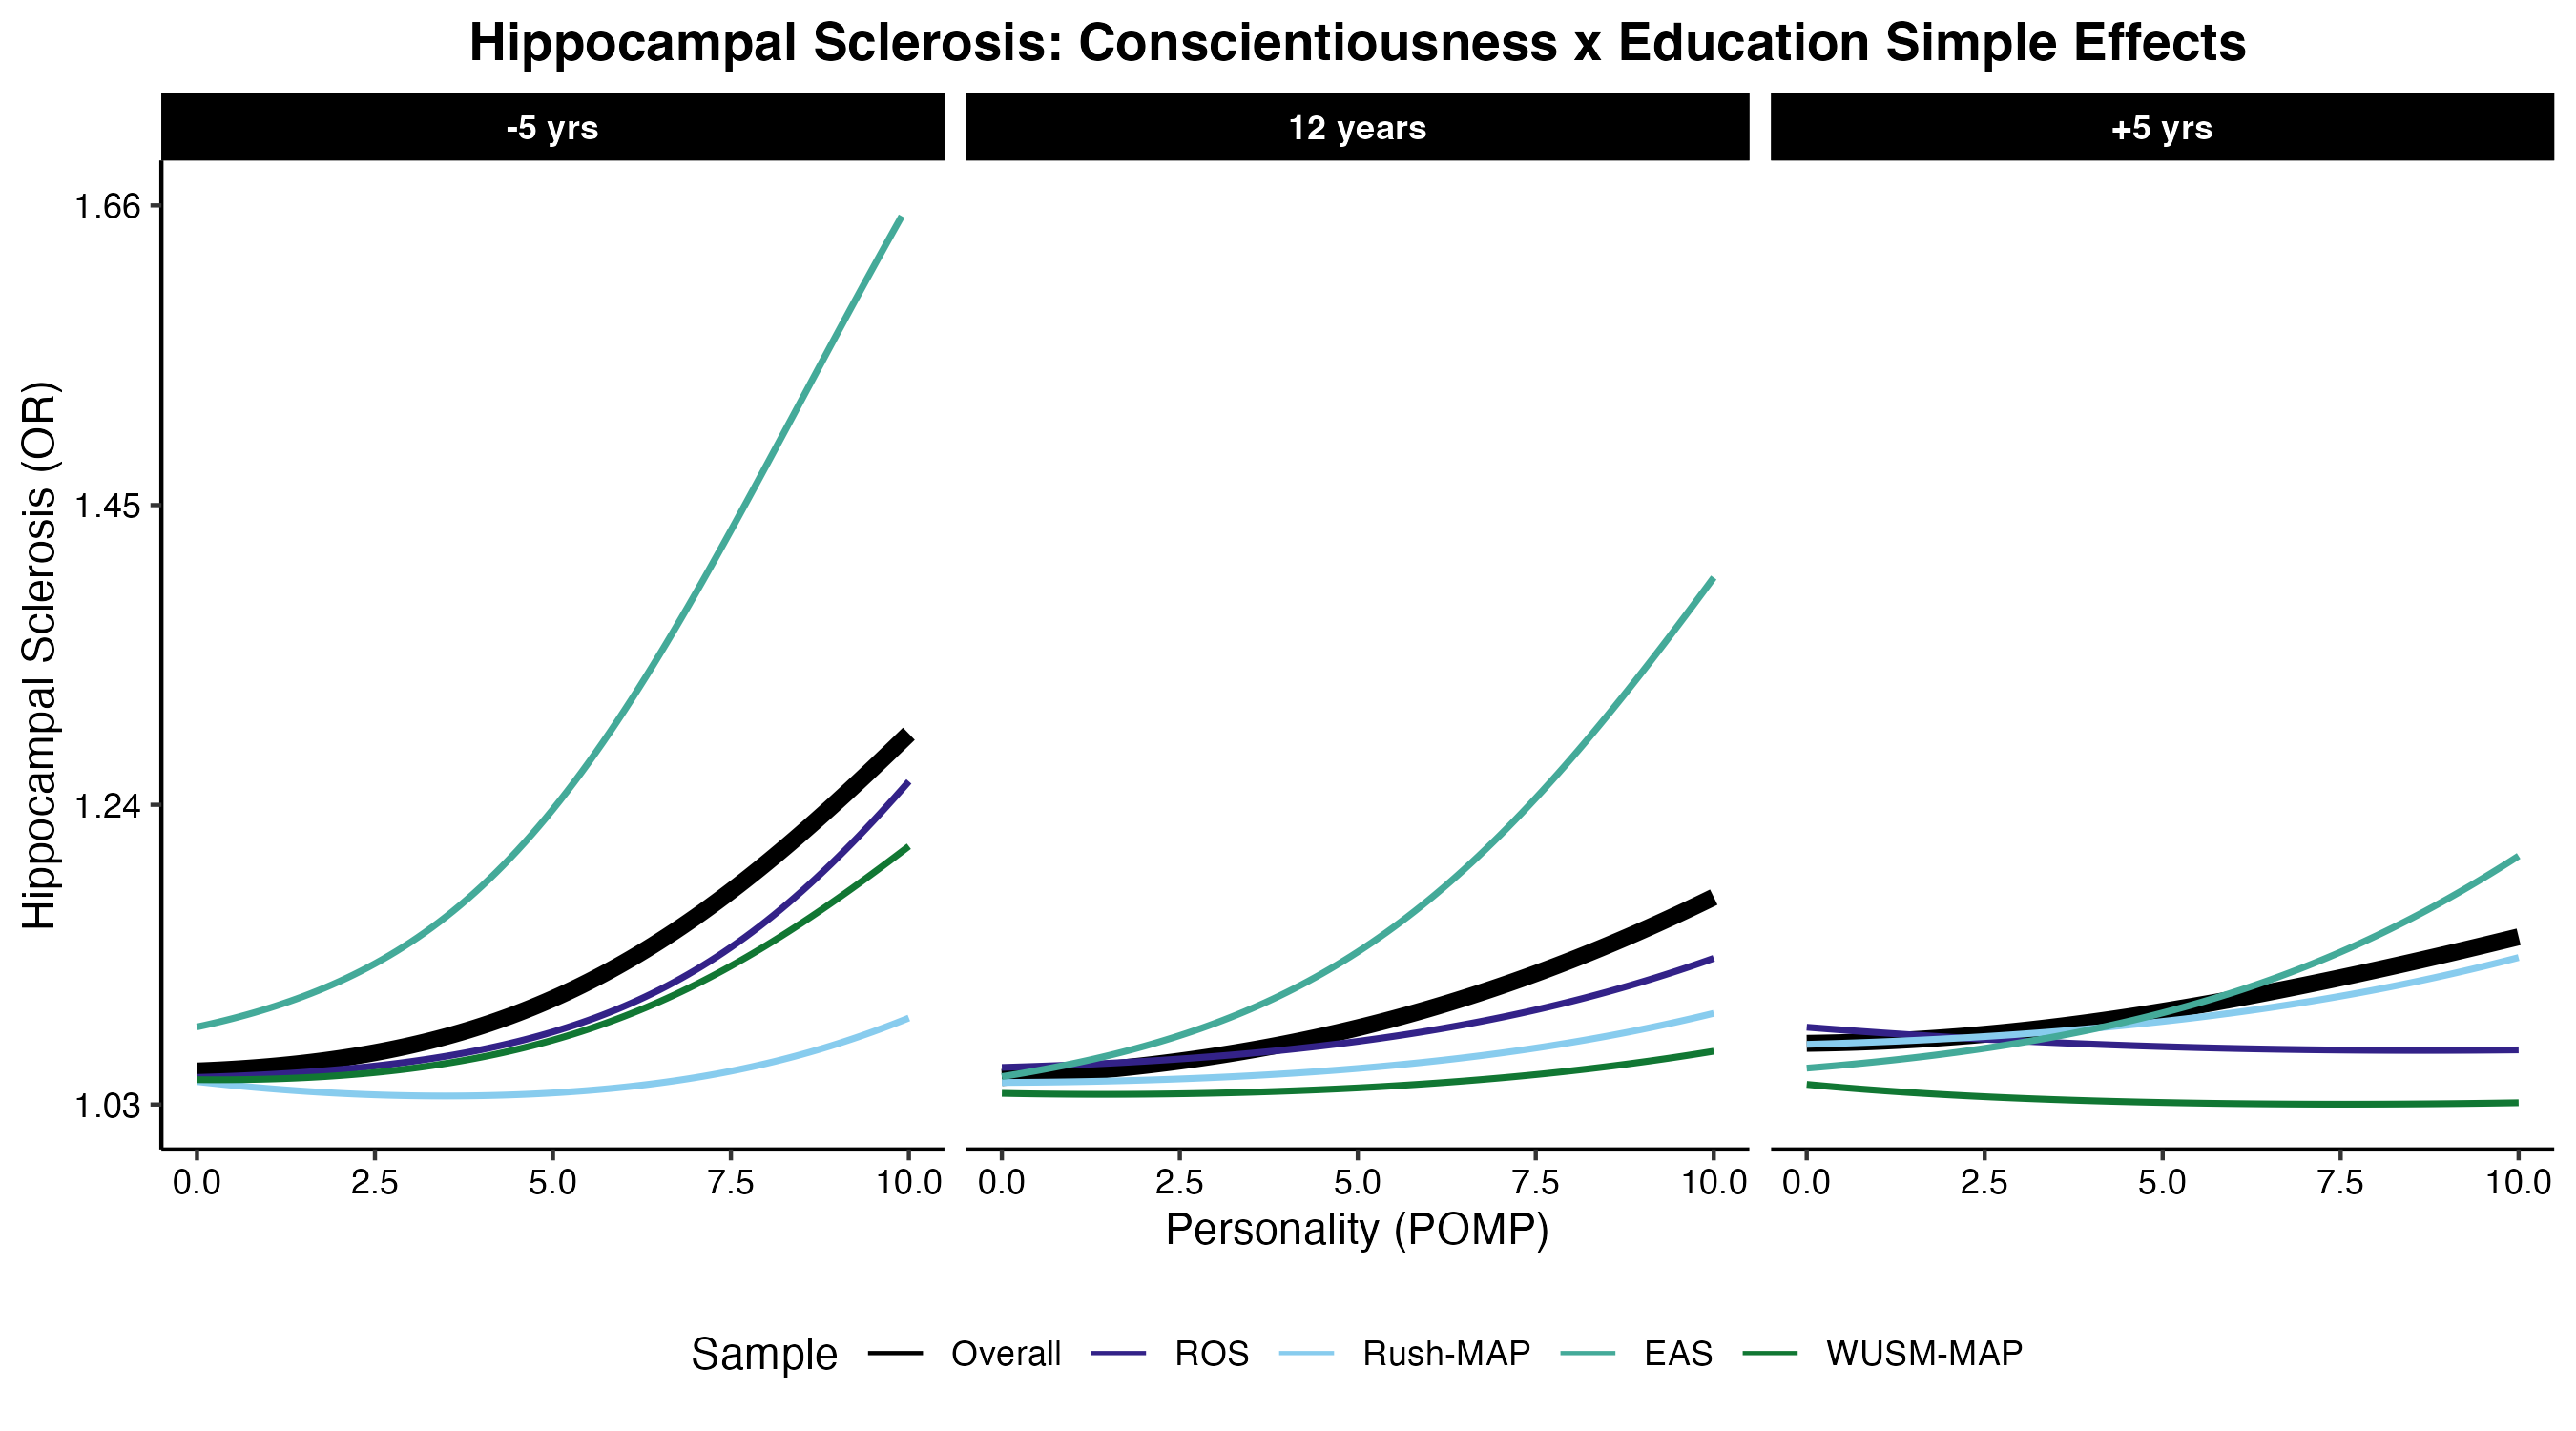 Hippocampal Sclerosis: Conscientiousness x Education Simple Effects
-5 yrs
12 years
+5 yrs
Hippocampal Sclerosis (OR)
1.66
1.45
1.24
1.03
0.0 2.5 5.0 7.5 10.0
0.0 2.5 5.0 7.5 10.0
0.0 2.5 5.0 7.5 10.0
Personality (POMP)
Sample Overall ROS Rush-MAP EAS WUSM-MAP